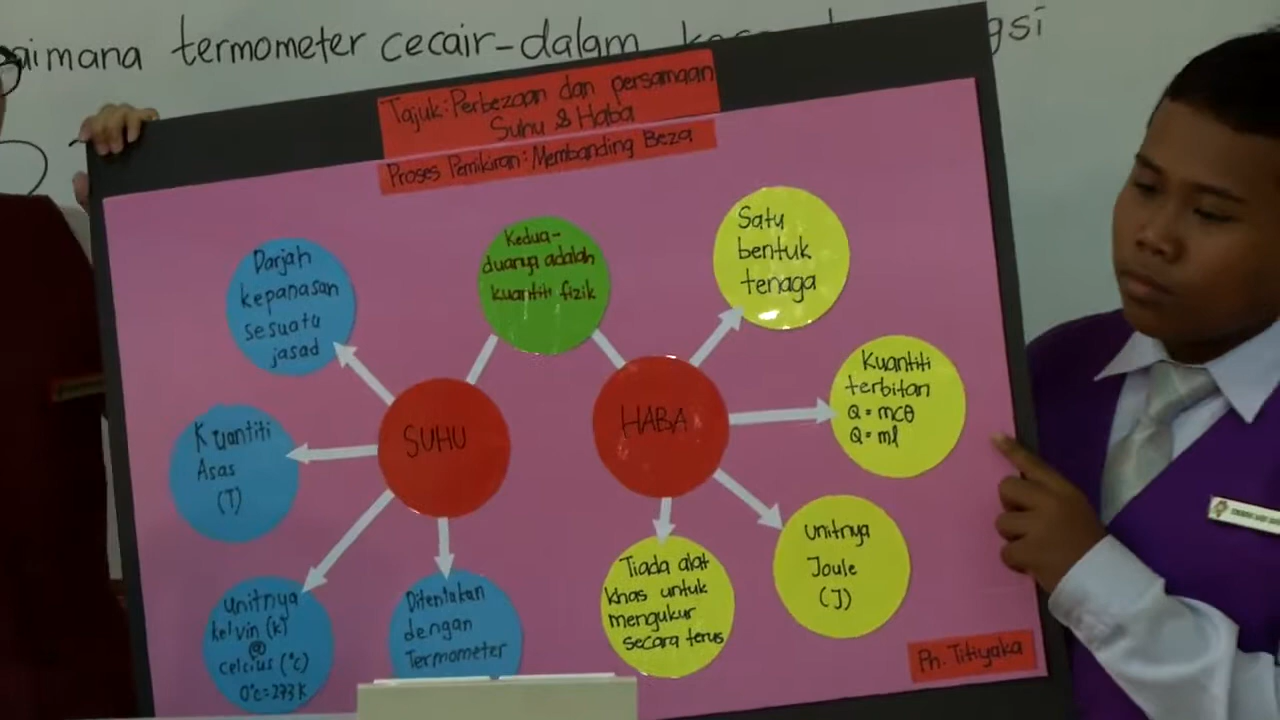 termometer cecair-dalam
Tajuk: Perbezaan dan persamaan
Suhu & Haba
Proses Pemikiran: Membanding Beza
Kedua-
duanya adalah
kuantiti fizik
SUHU
Darjah
kepanasan
sesuatu
jasad
Kuantiti
Asas
(T)
Unitnya
kelvin (K)
@
celcius (°c)
0°c=273K
Ditentukan
dengan
Termometer
HABA
Satu
bentuk
tenaga
Kuantiti
terbitan
Q = mcθ
Q = ml
Unitnya
Joule
(J)
Tiada alat
khas untuk
mengukur
secara terus
Ph. Titiyaka